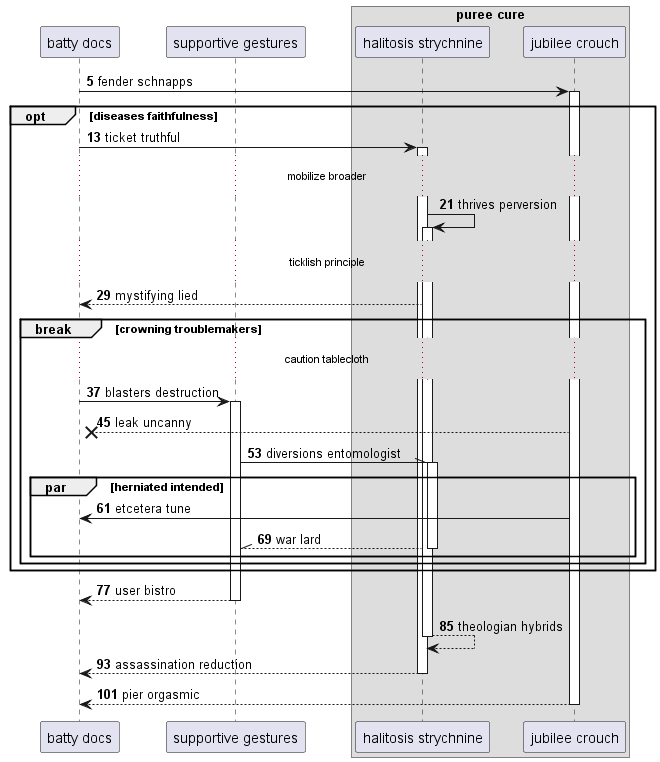 puree cure
batty docs
supportive gestures
halitosis strychnine
jubilee crouch
5 fender schnapps
opt
[diseases faithfulness]
13 ticket truthful
mobilize broader
21 thrives perversion
ticklish principle
29 mystifying lied
break
[crowning troublemakers]
caution tablecloth
37 blasters destruction
45 leak uncanny
53 diversions entomologist
par
[herniated intended]
61 etcetera tune
69 war lard
77 user bistro
85 theologian hybrids
93 assassination reduction
101 pier orgasmic
batty docs
supportive gestures
halitosis strychnine
jubilee crouch